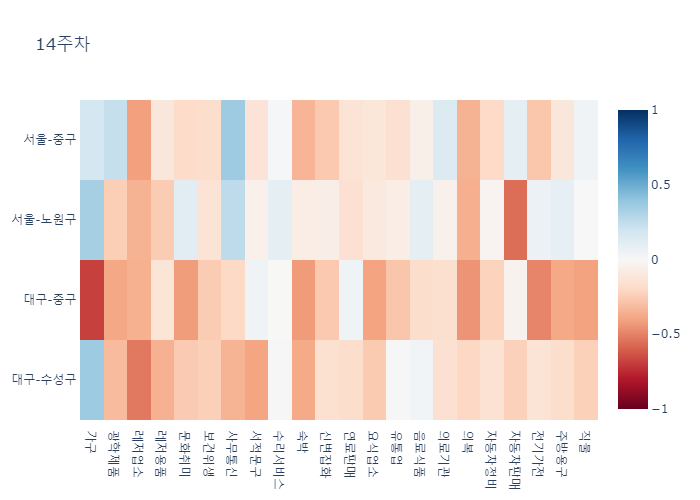 14주차
서울-중구
서울-노원구
대구-중구
대구-수성구
1
0.5
0
−0.5
−1
가구
광학제품
레저업소
레저용품
문화취미
보건위생
사무통신
서적문구
수리서비스
숙박
신변잡화
연료판매
요식업소
유통업
음료식품
의료기관
의복
자동차정비
자동차판매
전기가전
주방용구
직물